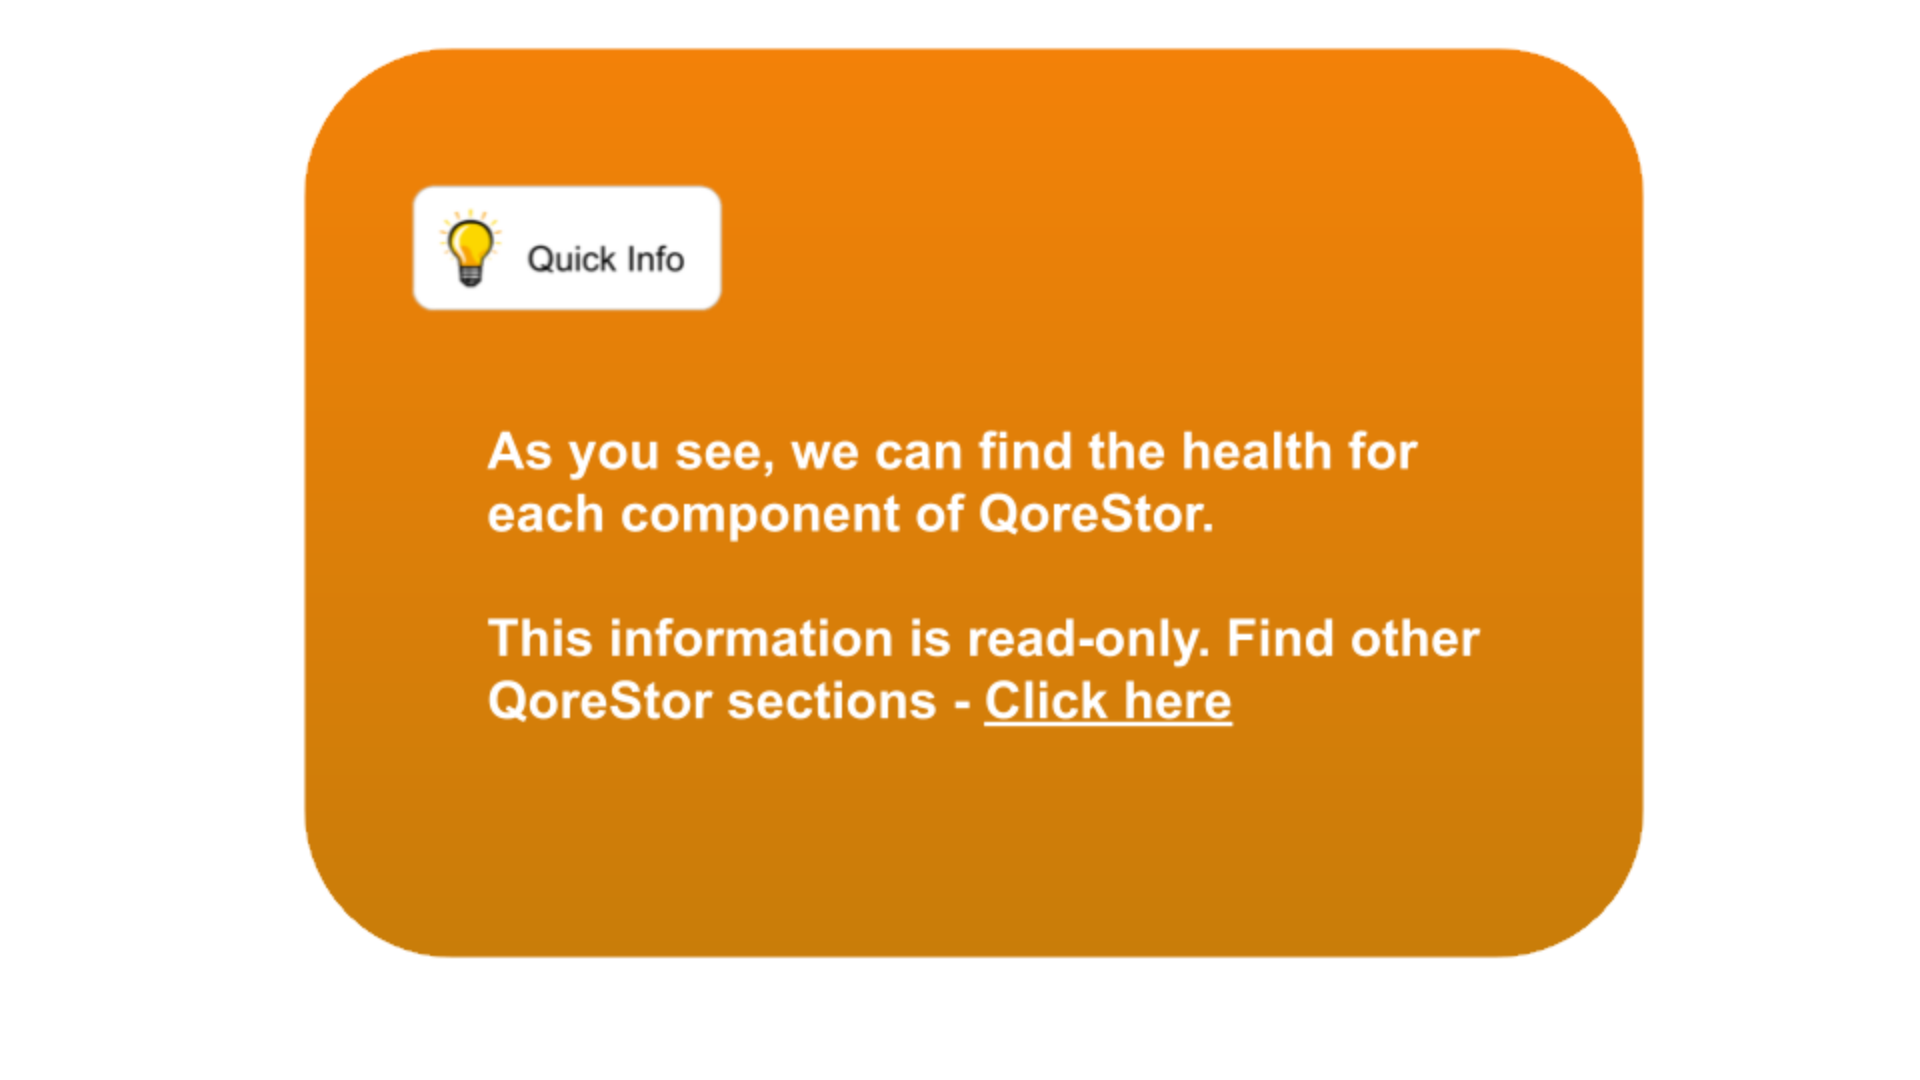 Quick Info
As you see, we can find the health for
each component of QoreStor.
This information is read-only. Find other
QoreStor sections - Click here